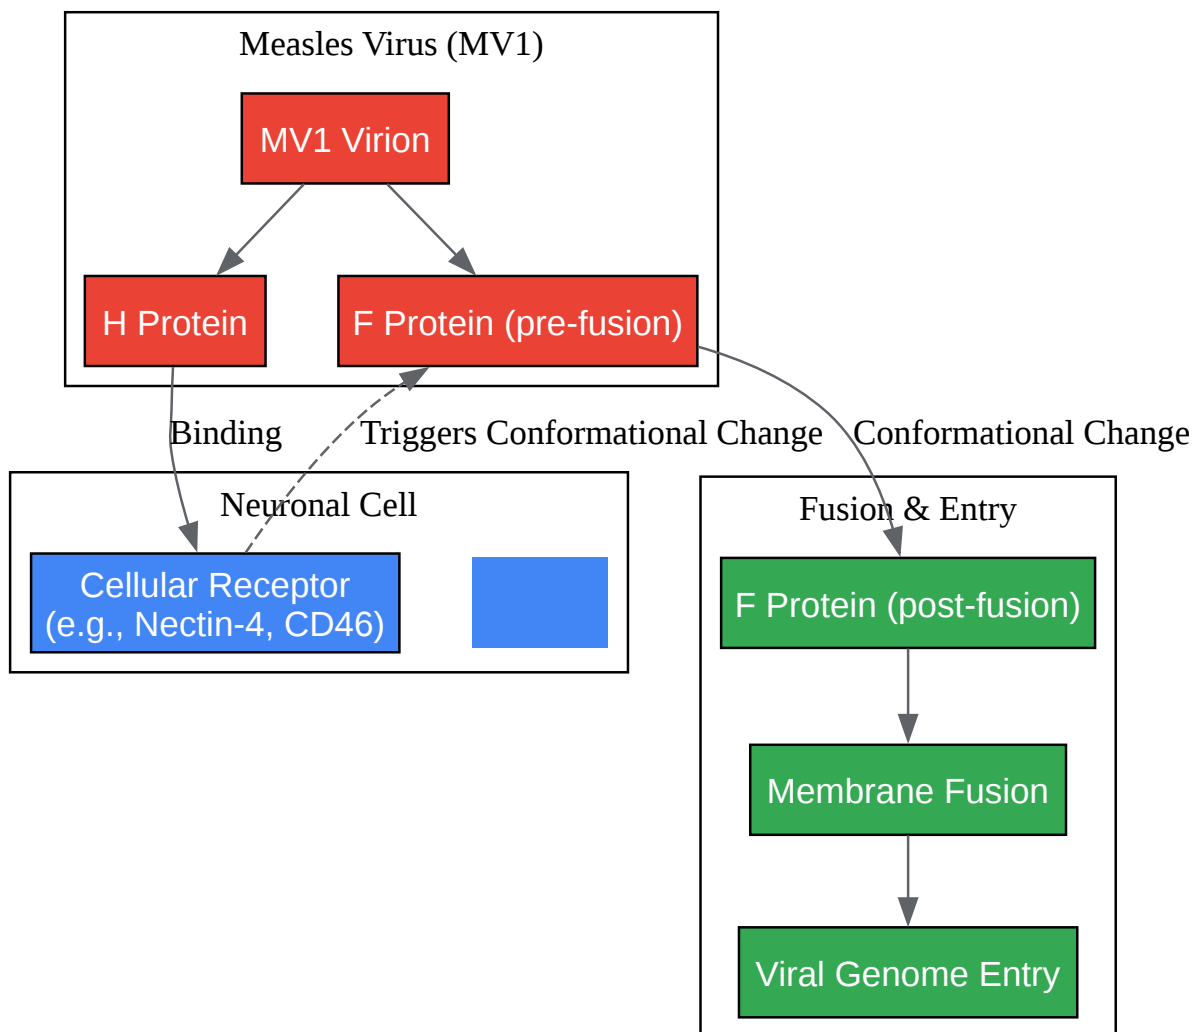 Measles Virus (MV1)
MV1 Virion
H Protein
F Protein (pre-fusion)
Binding
Triggers Conformational Change
Conformational Change
Neuronal Cell
Cellular Receptor
(e.g., Nectin-4, CD46)
Fusion & Entry
F Protein (post-fusion)
Membrane Fusion
Viral Genome Entry